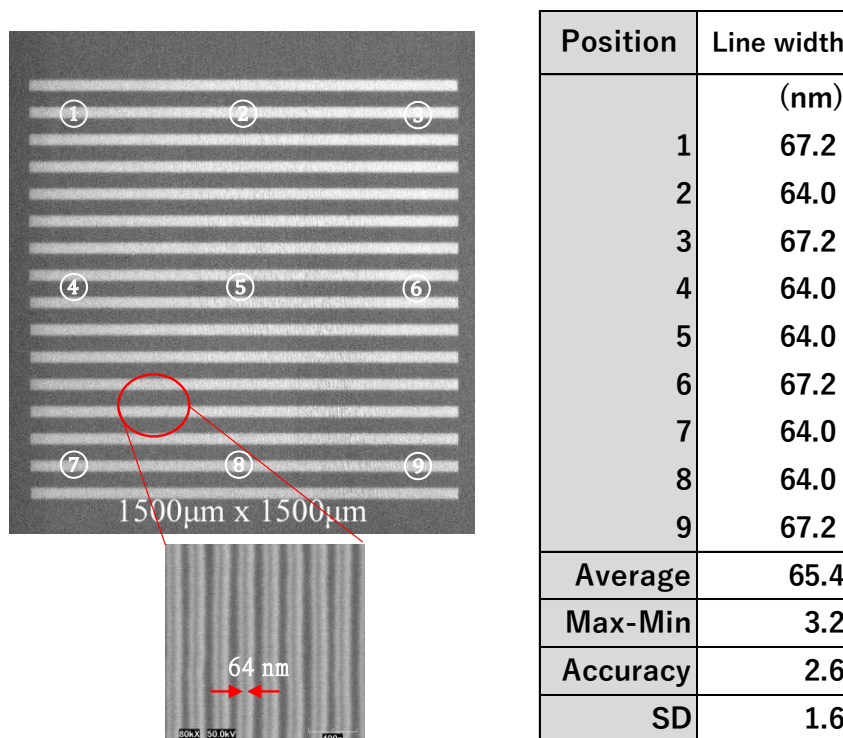 ①
②
③
④
⑤
⑥
⑦
⑧
⑨
1500μm x 1500μm
64 nm
80kX 50.0kV
Position Line width
(nm)
1 67.2
2 64.0
3 67.2
4 64.0
5 64.0
6 67.2
7 64.0
8 64.0
9 67.2
Average 65.4
Max-Min 3.2
Accuracy 2.6
SD 1.6